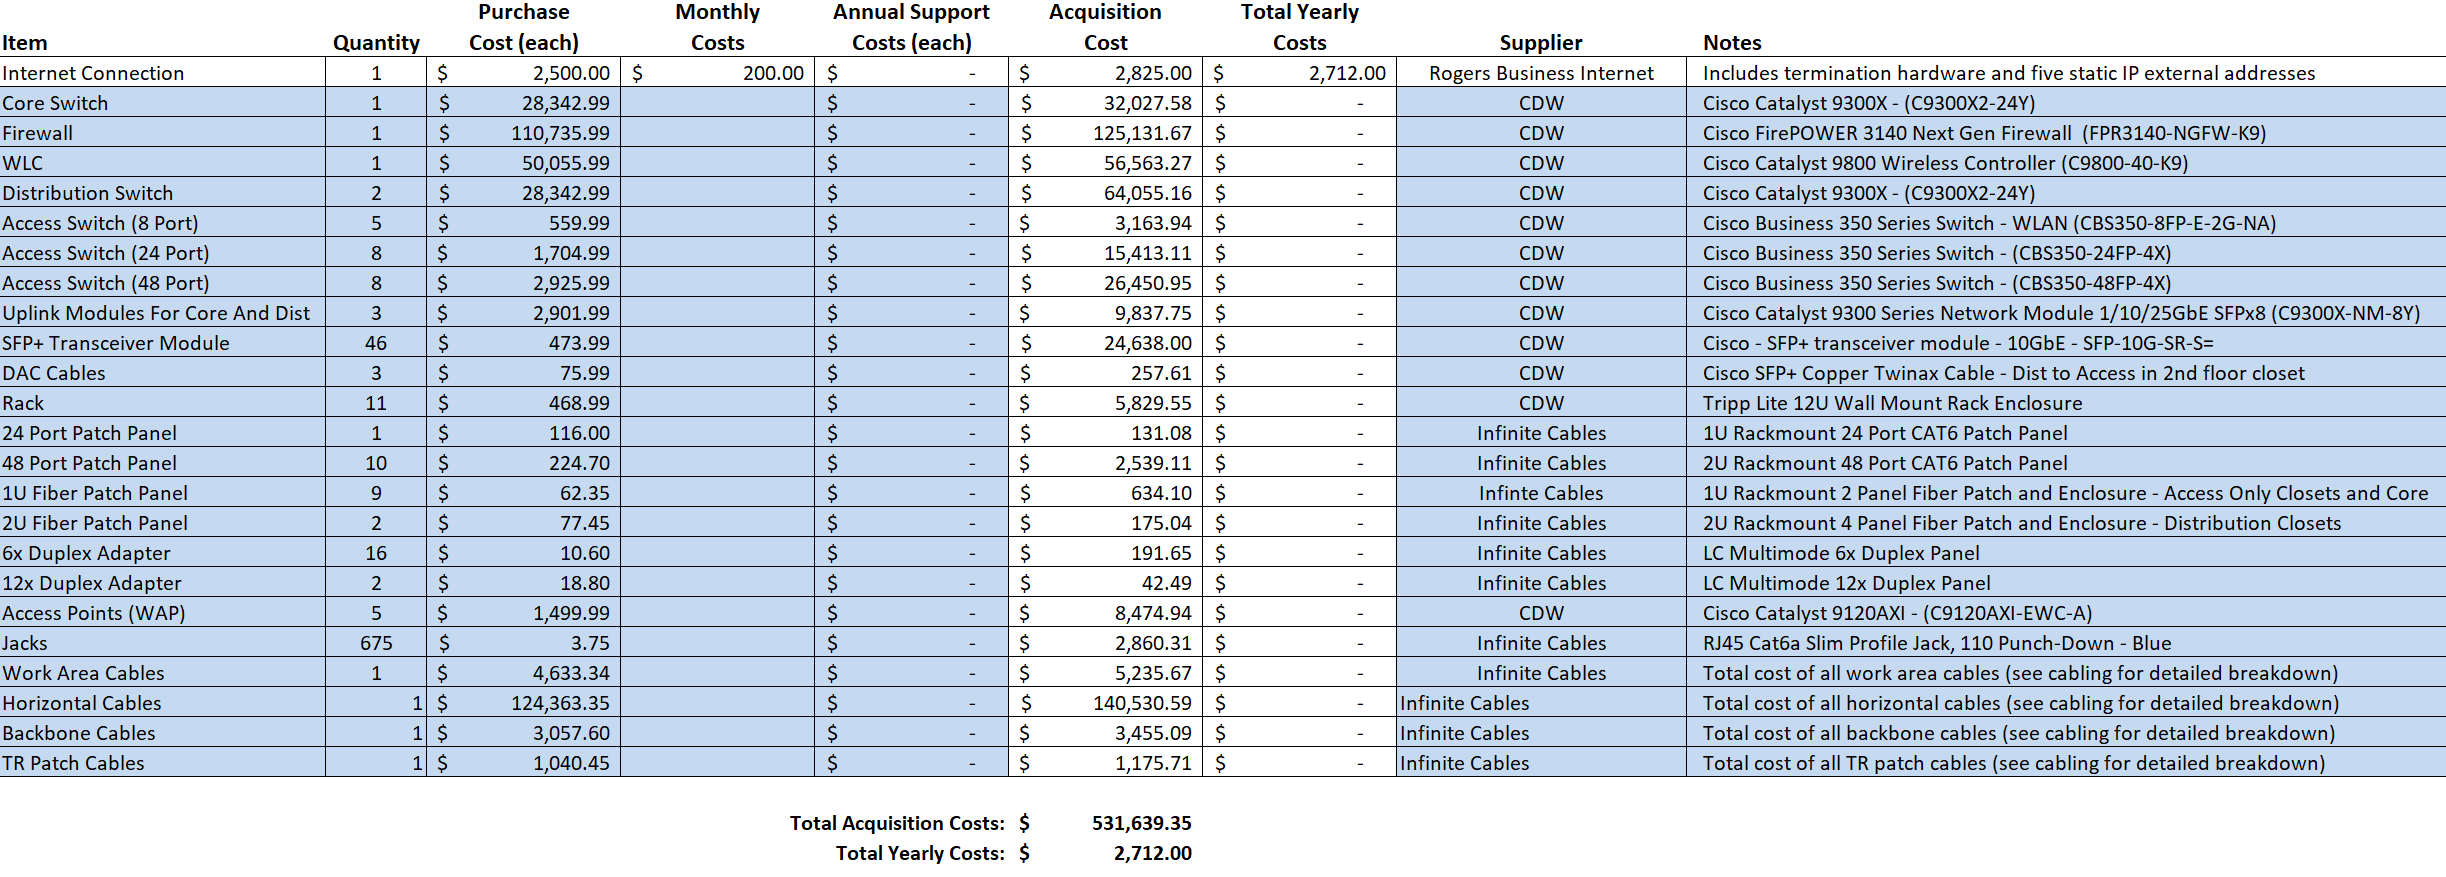 Purchase Monthly Annual Support Acquisition Total Yearly
Item Quantity Cost (each) Costs Costs (each) Cost Costs Supplier Notes
Internet Connection 1 $ 2,500.00 $ 200.00 $ - $ 2,825.00 $ 2,712.00 Rogers Business Internet Includes termination hardware and five static IP external addresses
Core Switch 1 $ 28,342.99 $ - $ 32,027.58 $ - CDW Cisco Catalyst 9300X - (C9300X2-24Y)
Firewall 1 $ 110,735.99 $ - $ 125,131.67 $ - CDW Cisco FirePOWER 3140 Next Gen Firewall (FPR3140-NGFW-K9)
WLC 1 $ 50,055.99 $ - $ 56,563.27 $ - CDW Cisco Catalyst 9800 Wireless Controller (C9800-40-K9)
Distribution Switch 2 $ 28,342.99 $ - $ 64,055.16 $ - CDW Cisco Catalyst 9300X - (C9300X2-24Y)
Access Switch (8 Port) 5 $ 559.99 $ - $ 3,163.94 $ - CDW Cisco Business 350 Series Switch - WLAN (CBS350-8FP-E-2G-NA)
Access Switch (24 Port) 8 $ 1,704.99 $ - $ 15,413.11 $ - CDW Cisco Business 350 Series Switch - (CBS350-24FP-4X)
Access Switch (48 Port) 8 $ 2,925.99 $ - $ 26,450.95 $ - CDW Cisco Business 350 Series Switch - (CBS350-48FP-4X)
Uplink Modules For Core And Dist 3 $ 2,901.99 $ - $ 9,837.75 $ - CDW Cisco Catalyst 9300 Series Network Module 1/10/25GbE SFPx8 (C9300X-NM-8Y)
SFP+ Transceiver Module 46 $ 473.99 $ - $ 24,638.00 $ - CDW Cisco - SFP+ transceiver module - 10GbE - SFP-10G-SR-S=
DAC Cables 3 $ 75.99 $ - $ 257.61 $ - CDW Cisco SFP+ Copper Twinax Cable - Dist to Access in 2nd floor closet
Rack 11 $ 468.99 $ - $ 5,829.55 $ - CDW Tripp Lite 12U Wall Mount Rack Enclosure
24 Port Patch Panel 1 $ 116.00 $ - $ 131.08 $ - Infinite Cables 1U Rackmount 24 Port CAT6 Patch Panel
48 Port Patch Panel 10 $ 224.70 $ - $ 2,539.11 $ - Infinite Cables 2U Rackmount 48 Port CAT6 Patch Panel
1U Fiber Patch Panel 9 $ 62.35 $ - $ 634.10 $ - Infinte Cables 1U Rackmount 2 Panel Fiber Patch and Enclosure - Access Only Closets and Core
2U Fiber Patch Panel 2 $ 77.45 $ - $ 175.04 $ - Infinite Cables 2U Rackmount 4 Panel Fiber Patch and Enclosure - Distribution Closets
6x Duplex Adapter 16 $ 10.60 $ - $ 191.65 $ - Infinite Cables LC Multimode 6x Duplex Panel
12x Duplex Adapter 2 $ 18.80 $ - $ 42.49 $ - Infinite Cables LC Multimode 12x Duplex Panel
Access Points (WAP) 5 $ 1,499.99 $ - $ 8,474.94 $ - CDW Cisco Catalyst 9120AXI - (C9120AXI-EWC-A)
Jacks 675 $ 3.75 $ - $ 2,860.31 $ - Infinite Cables RJ45 Cat6a Slim Profile Jack, 110 Punch-Down - Blue
Work Area Cables 1 $ 4,633.34 $ - $ 5,235.67 $ - Infinite Cables Total cost of all work area cables (see cabling for detailed breakdown)
Horizontal Cables 1 $ 124,363.35 $ - $ 140,530.59 $ - Infinite Cables Total cost of all horizontal cables (see cabling for detailed breakdown)
Backbone Cables 1 $ 3,057.60 $ - $ 3,455.09 $ - Infinite Cables Total cost of all backbone cables (see cabling for detailed breakdown)
TR Patch Cables 1 $ 1,040.45 $ - $ 1,175.71 $ - Infinite Cables Total cost of all TR patch cables (see cabling for detailed breakdown)
Total Acquisition Costs: $ 531,639.35
Total Yearly Costs: $ 2,712.00